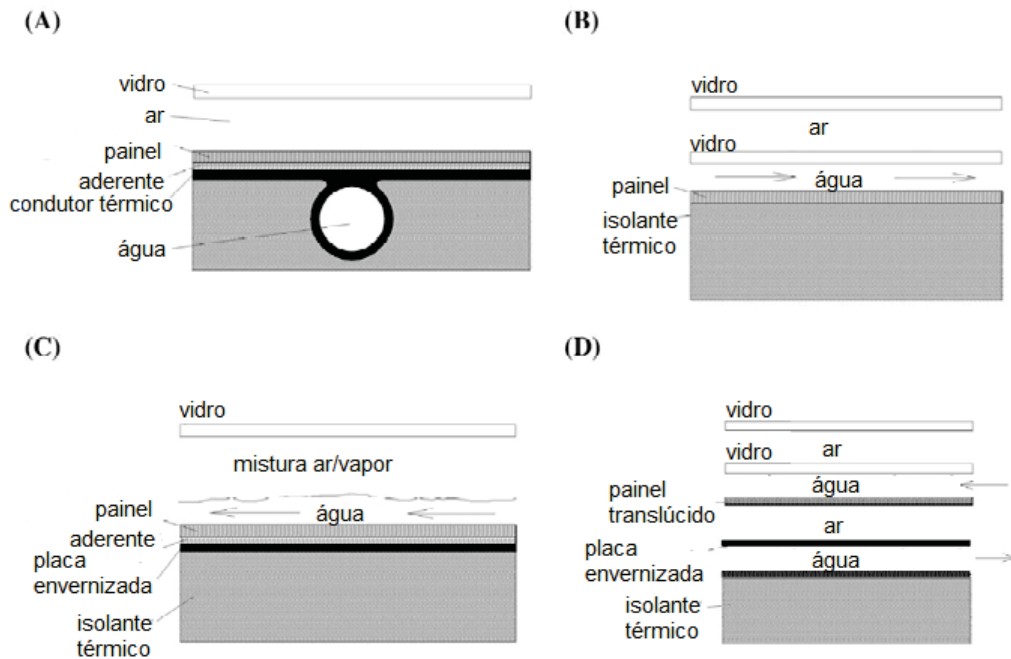 (A)
vidro
ar
painel
aderente
condutor térmico
água
(B)
vidro
ar
vidro
água
painel
isolante
térmico
(C)
vidro
mistura ar/vapor
água
painel
aderente
placa
envernizada
isolante
térmico
(D)
vidro
ar
vidro
água
painel
translúcido
ar
placa
envernizada
água
isolante
térmico